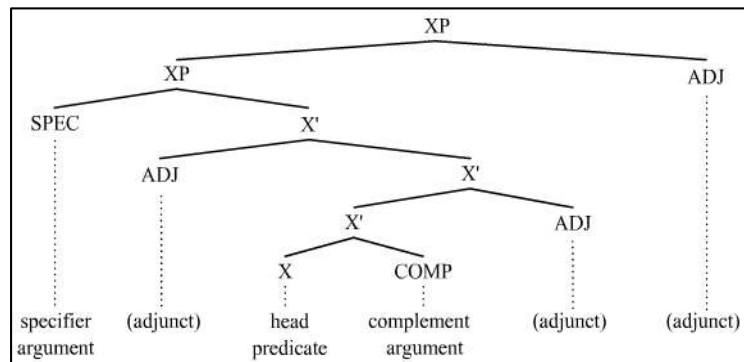 XP
XP ADJ
SPEC X'
ADJ X'
X' ADJ
X COMP
specifier (adjunct) head complement (adjunct) (adjunct)
argument predicate argument